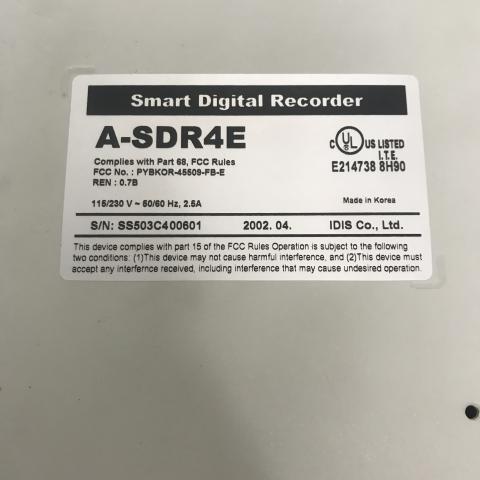 Smart Digital Recorder
A-SDR4E
Complies with Part 68, FCC Rules
FCC No. : PYBKOR-45509-FB-E
REN : 0.7B
C UL US LISTED
I.T.E.
E214738 8H90
115/230 V ~ 50/60 Hz, 2.5A
Made in Korea
S/N: SS503C400601 2002. 04. IDIS Co., Ltd.
This device complies with part 15 of the FCC Rules Operation is subject to the following
two conditions: (1)This device may not cause harmful interference, and (2)This device must
accept any interfernce received, including interference that may cause undesired operation.